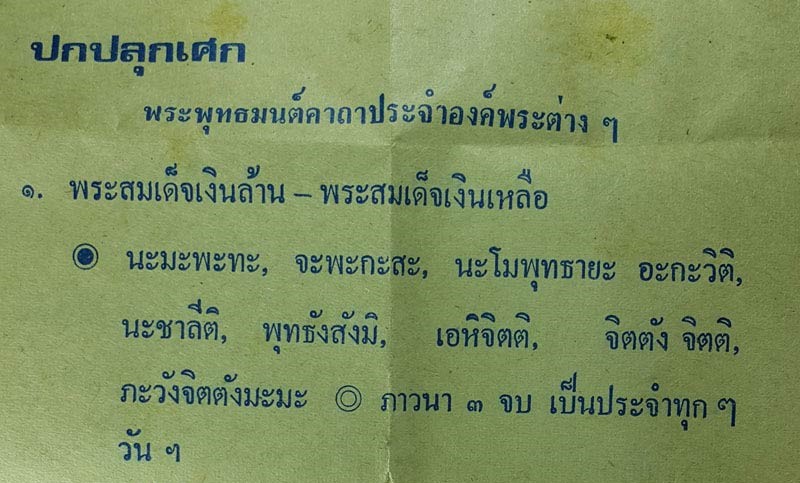 ปกปลุกเศก
พระพุทธมนต์คาถาประจำองค์พระต่าง ๆ
๑. พระสมเด็จเงินล้าน – พระสมเด็จเงินเหลือ
◉ นะมะพะทะ, จะพะกะสะ, นะโมพุทธายะ อะกะวิติ,
นะชาลีติ, พุทธังสังมิ, เอหิจิตติ, จิตตัง จิตติ,
ภะวังจิตตังมะมะ ◎ ภาวนา ๓ จบ เป็นประจำทุก ๆ
วัน ฯ